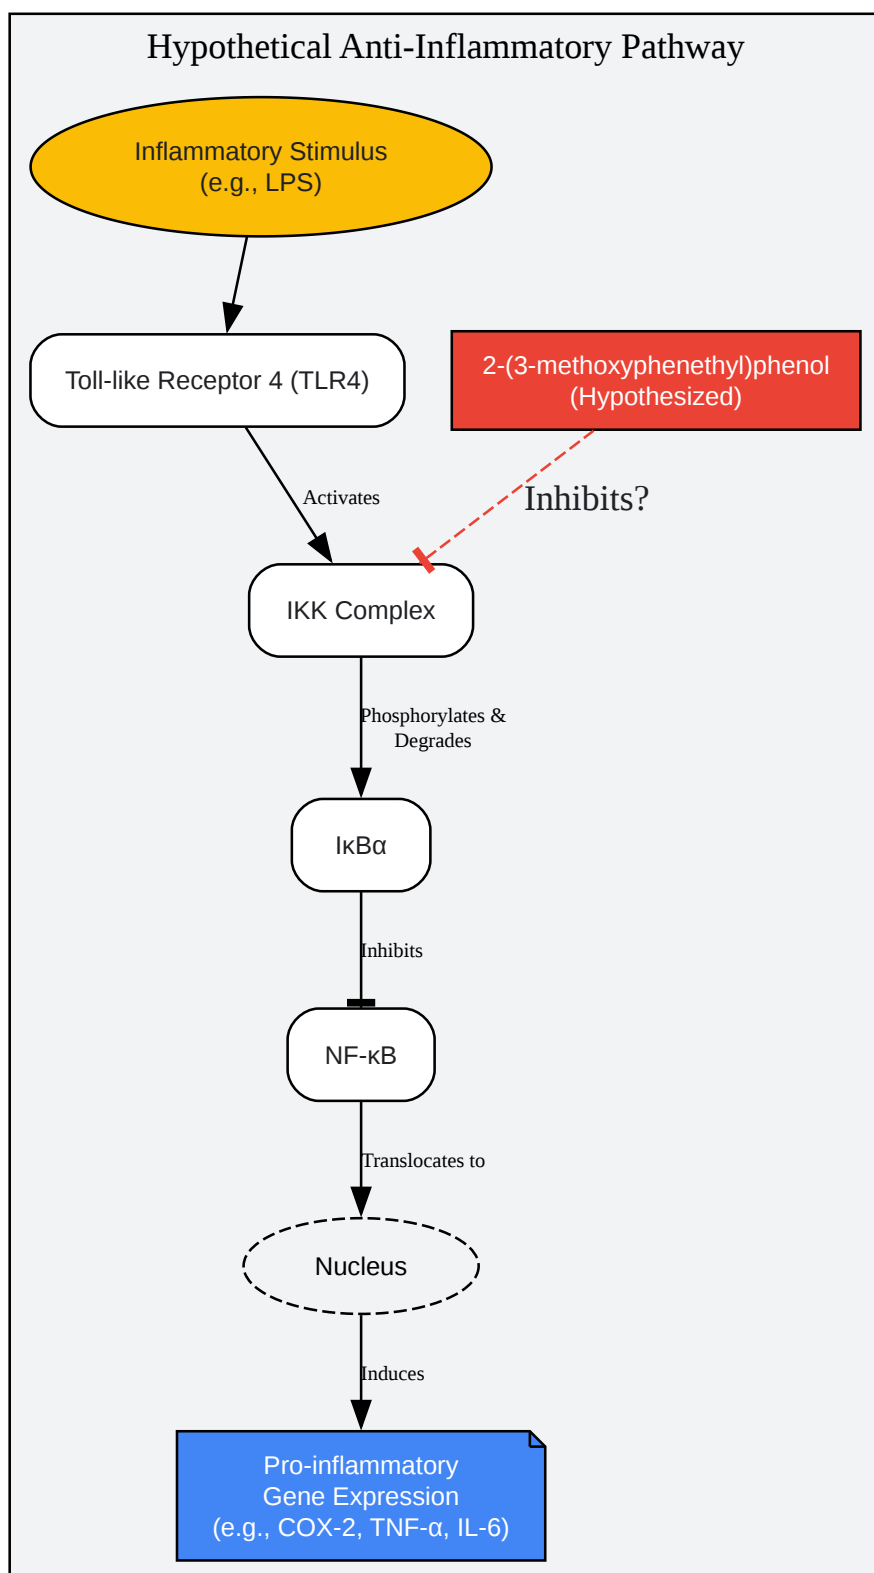 Hypothetical Anti-Inflammatory Pathway
Inflammatory Stimulus
(e.g., LPS)
Toll-like Receptor 4 (TLR4)
2-(3-methoxyphenethyl)phenol
(Hypothesized)
Activates
Inhibits?
IKK Complex
Phosphorylates &
Degrades
IκBα
Inhibits
NF-κB
Translocates to
Nucleus
Induces
Pro-inflammatory
Gene Expression
(e.g., COX-2, TNF-α, IL-6)